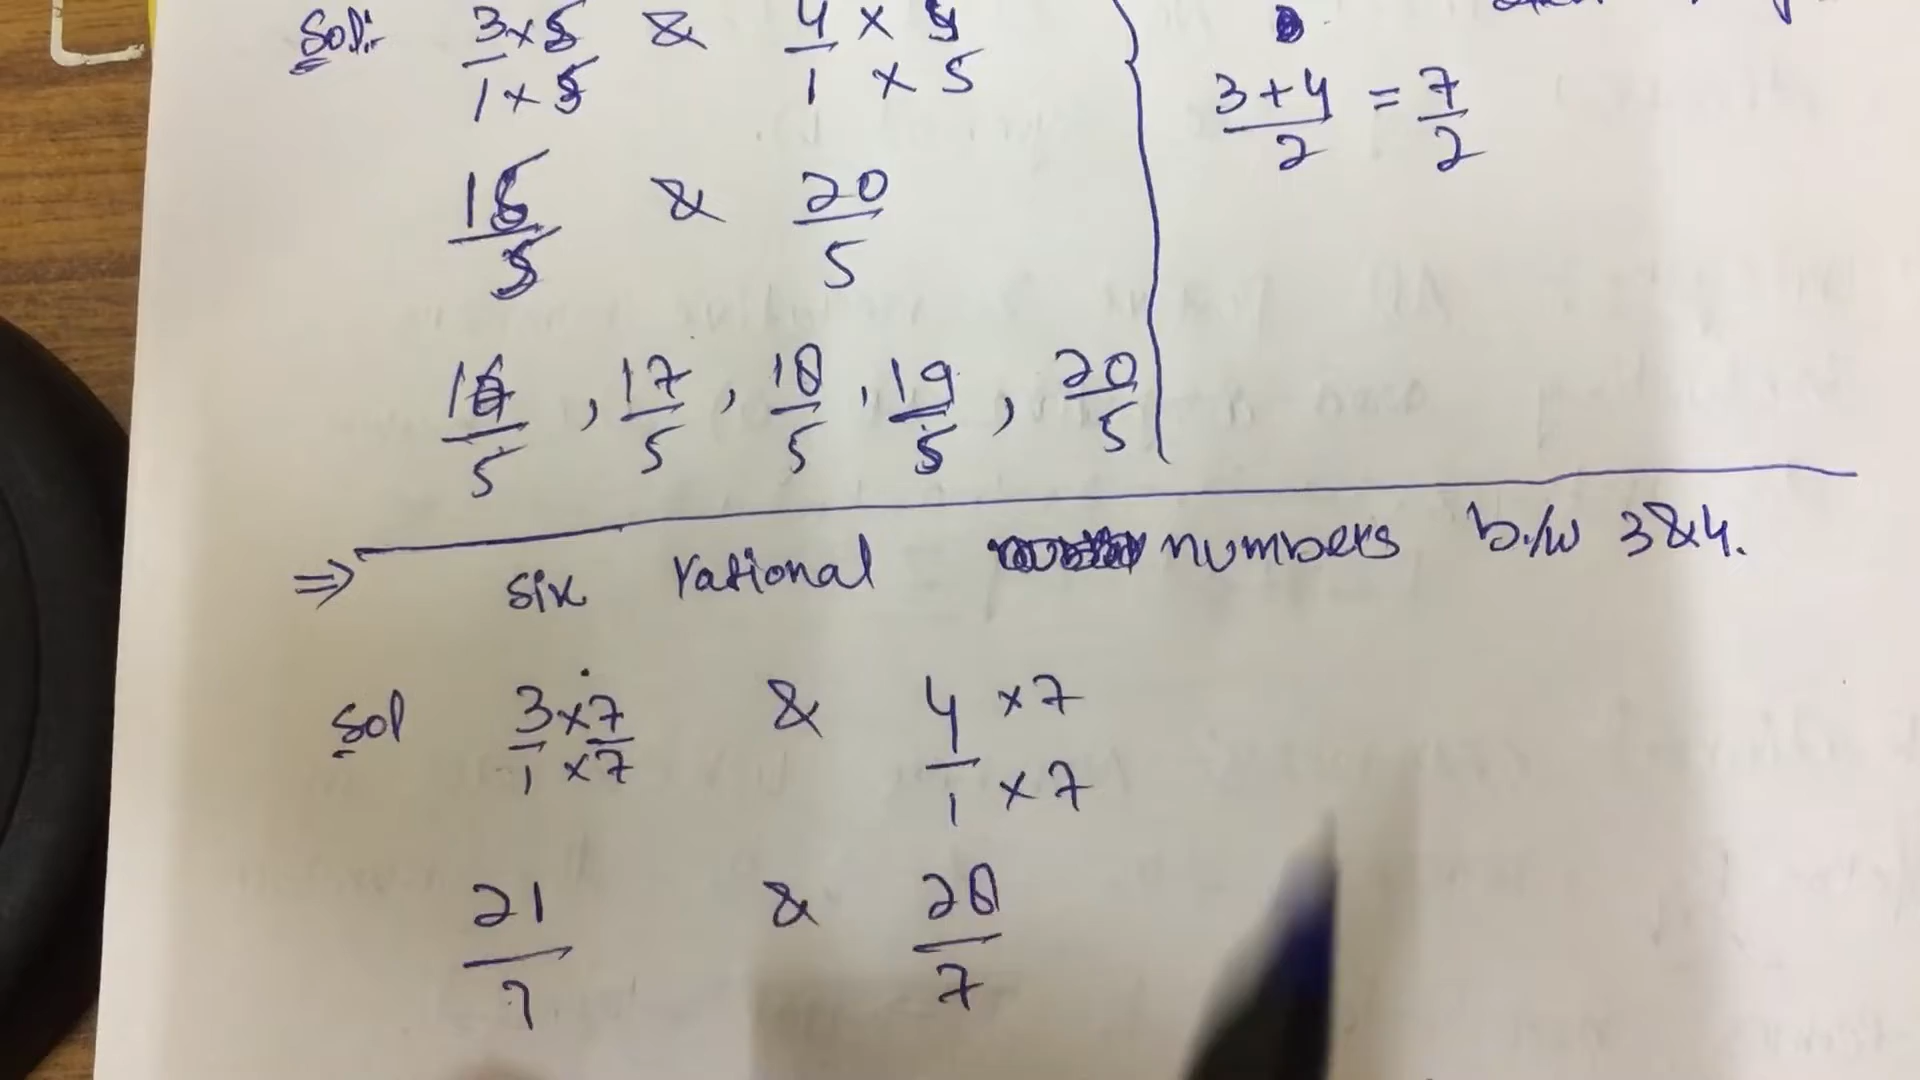 Sol:- 3×5/1×5 & 4/1 × 5/× 5
3+4/2 = 7/2
15/5 & 20/5
16/5 , 17/5 , 18/5 , 19/5 , 20/5
⇒ six rational numbers b/w 3&4.
Sol 3/1 ×7/×7 & 4/1 ×7/×7
21/7 & 28/7